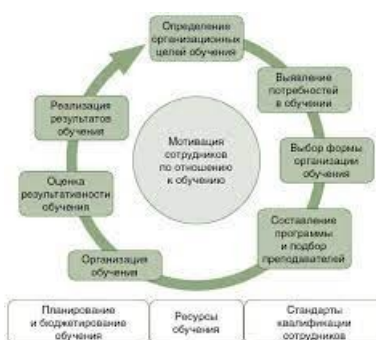 Определение
организационных
целей обучения
Выявление
потребностей
в обучении
Выбор формы
организации
обучения
Составление
программы
и подбор
преподавателей
Организация
обучения
Оценка
результативности
обучения
Реализация
результатов
обучения
Мотивация
сотрудников
по отношению
к обучению
Планирование
и бюджетирование
обучения
Ресурсы
обучения
Стандарты
квалификации
сотрудников